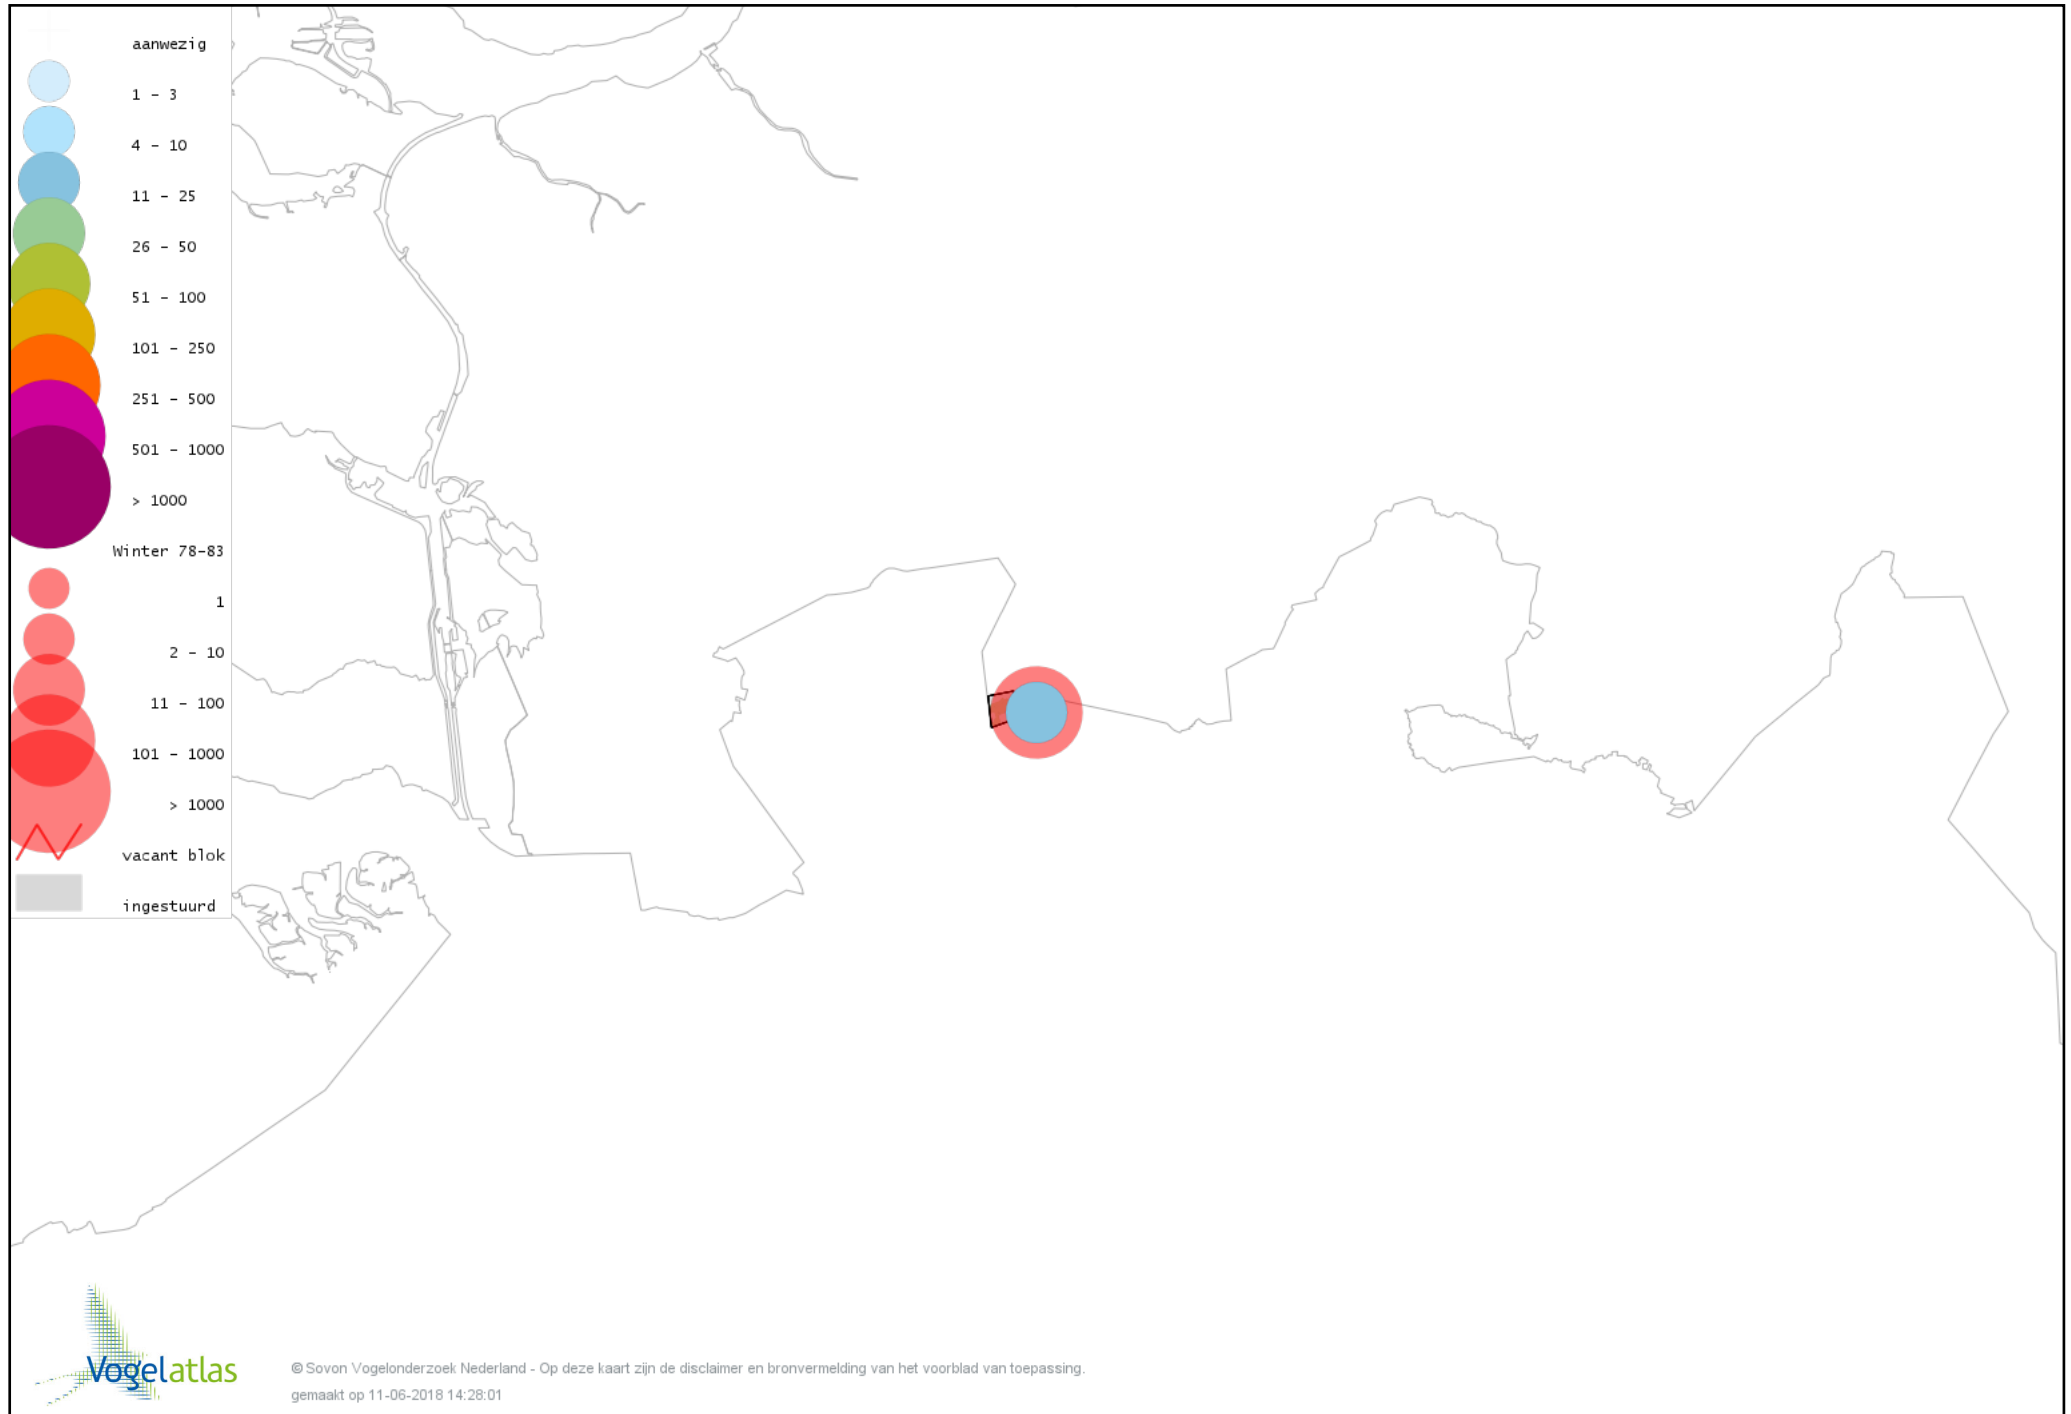 aanwezig
1 - 3
4 - 10
11 - 25
26 - 50
51 - 100
101 - 250
251 - 500
501 - 1000
> 1000
Winter 78-83
1
2 - 10
11 - 100
101 - 1000
> 1000
vacant blok
ingestuurd
Vogelatlas
© Sovon Vogelonderzoek Nederland - Op deze kaart zijn de disclaimer en bronvermelding van het voorblad van toepassing.
gemaakt op 11-06-2018 14:28:01